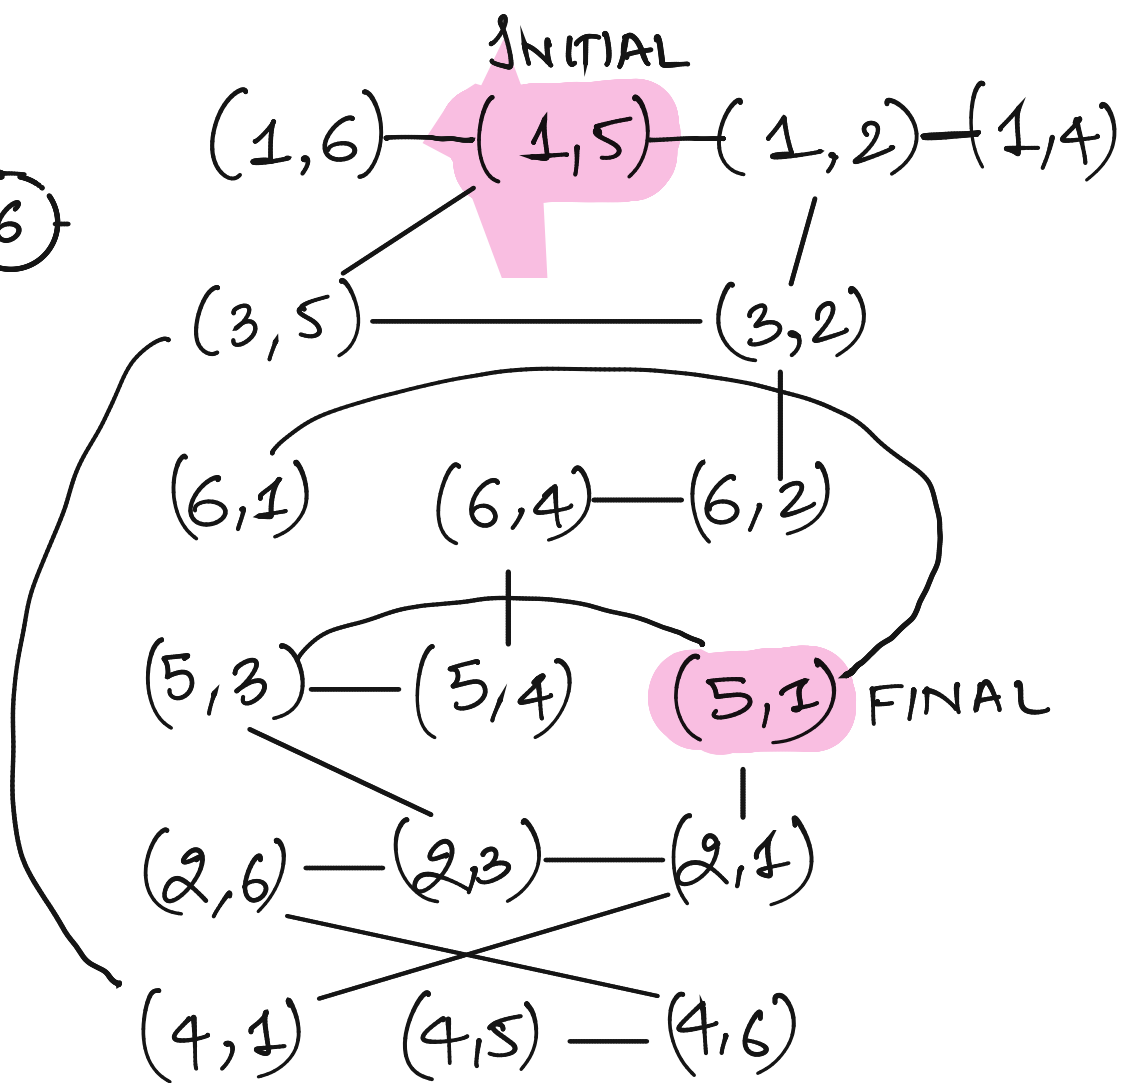 INITIAL
(1,6) (1,5) (1,2) (1,4)
6
(3,5) (3,2)
(6,1) (6,4) (6,2)
(5,3) (5,4) (5,1) FINAL
(2,6) (2,3) (2,1)
(4,1) (4,5) (4,6)